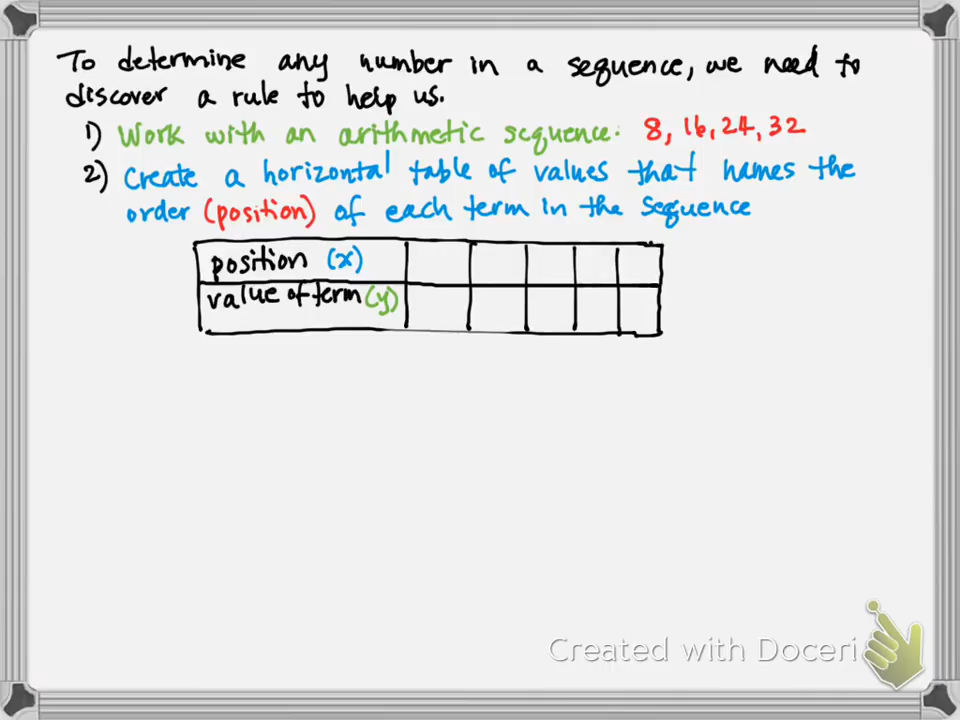 To determine any number in a sequence, we need to
discover a rule to help us.
1) Work with an arithmetic sequence: 8, 16, 24, 32
2) Create a horizontal table of values that names the
order (position) of each term in the sequence
position (x)
value of term (y)
Created with Doceri